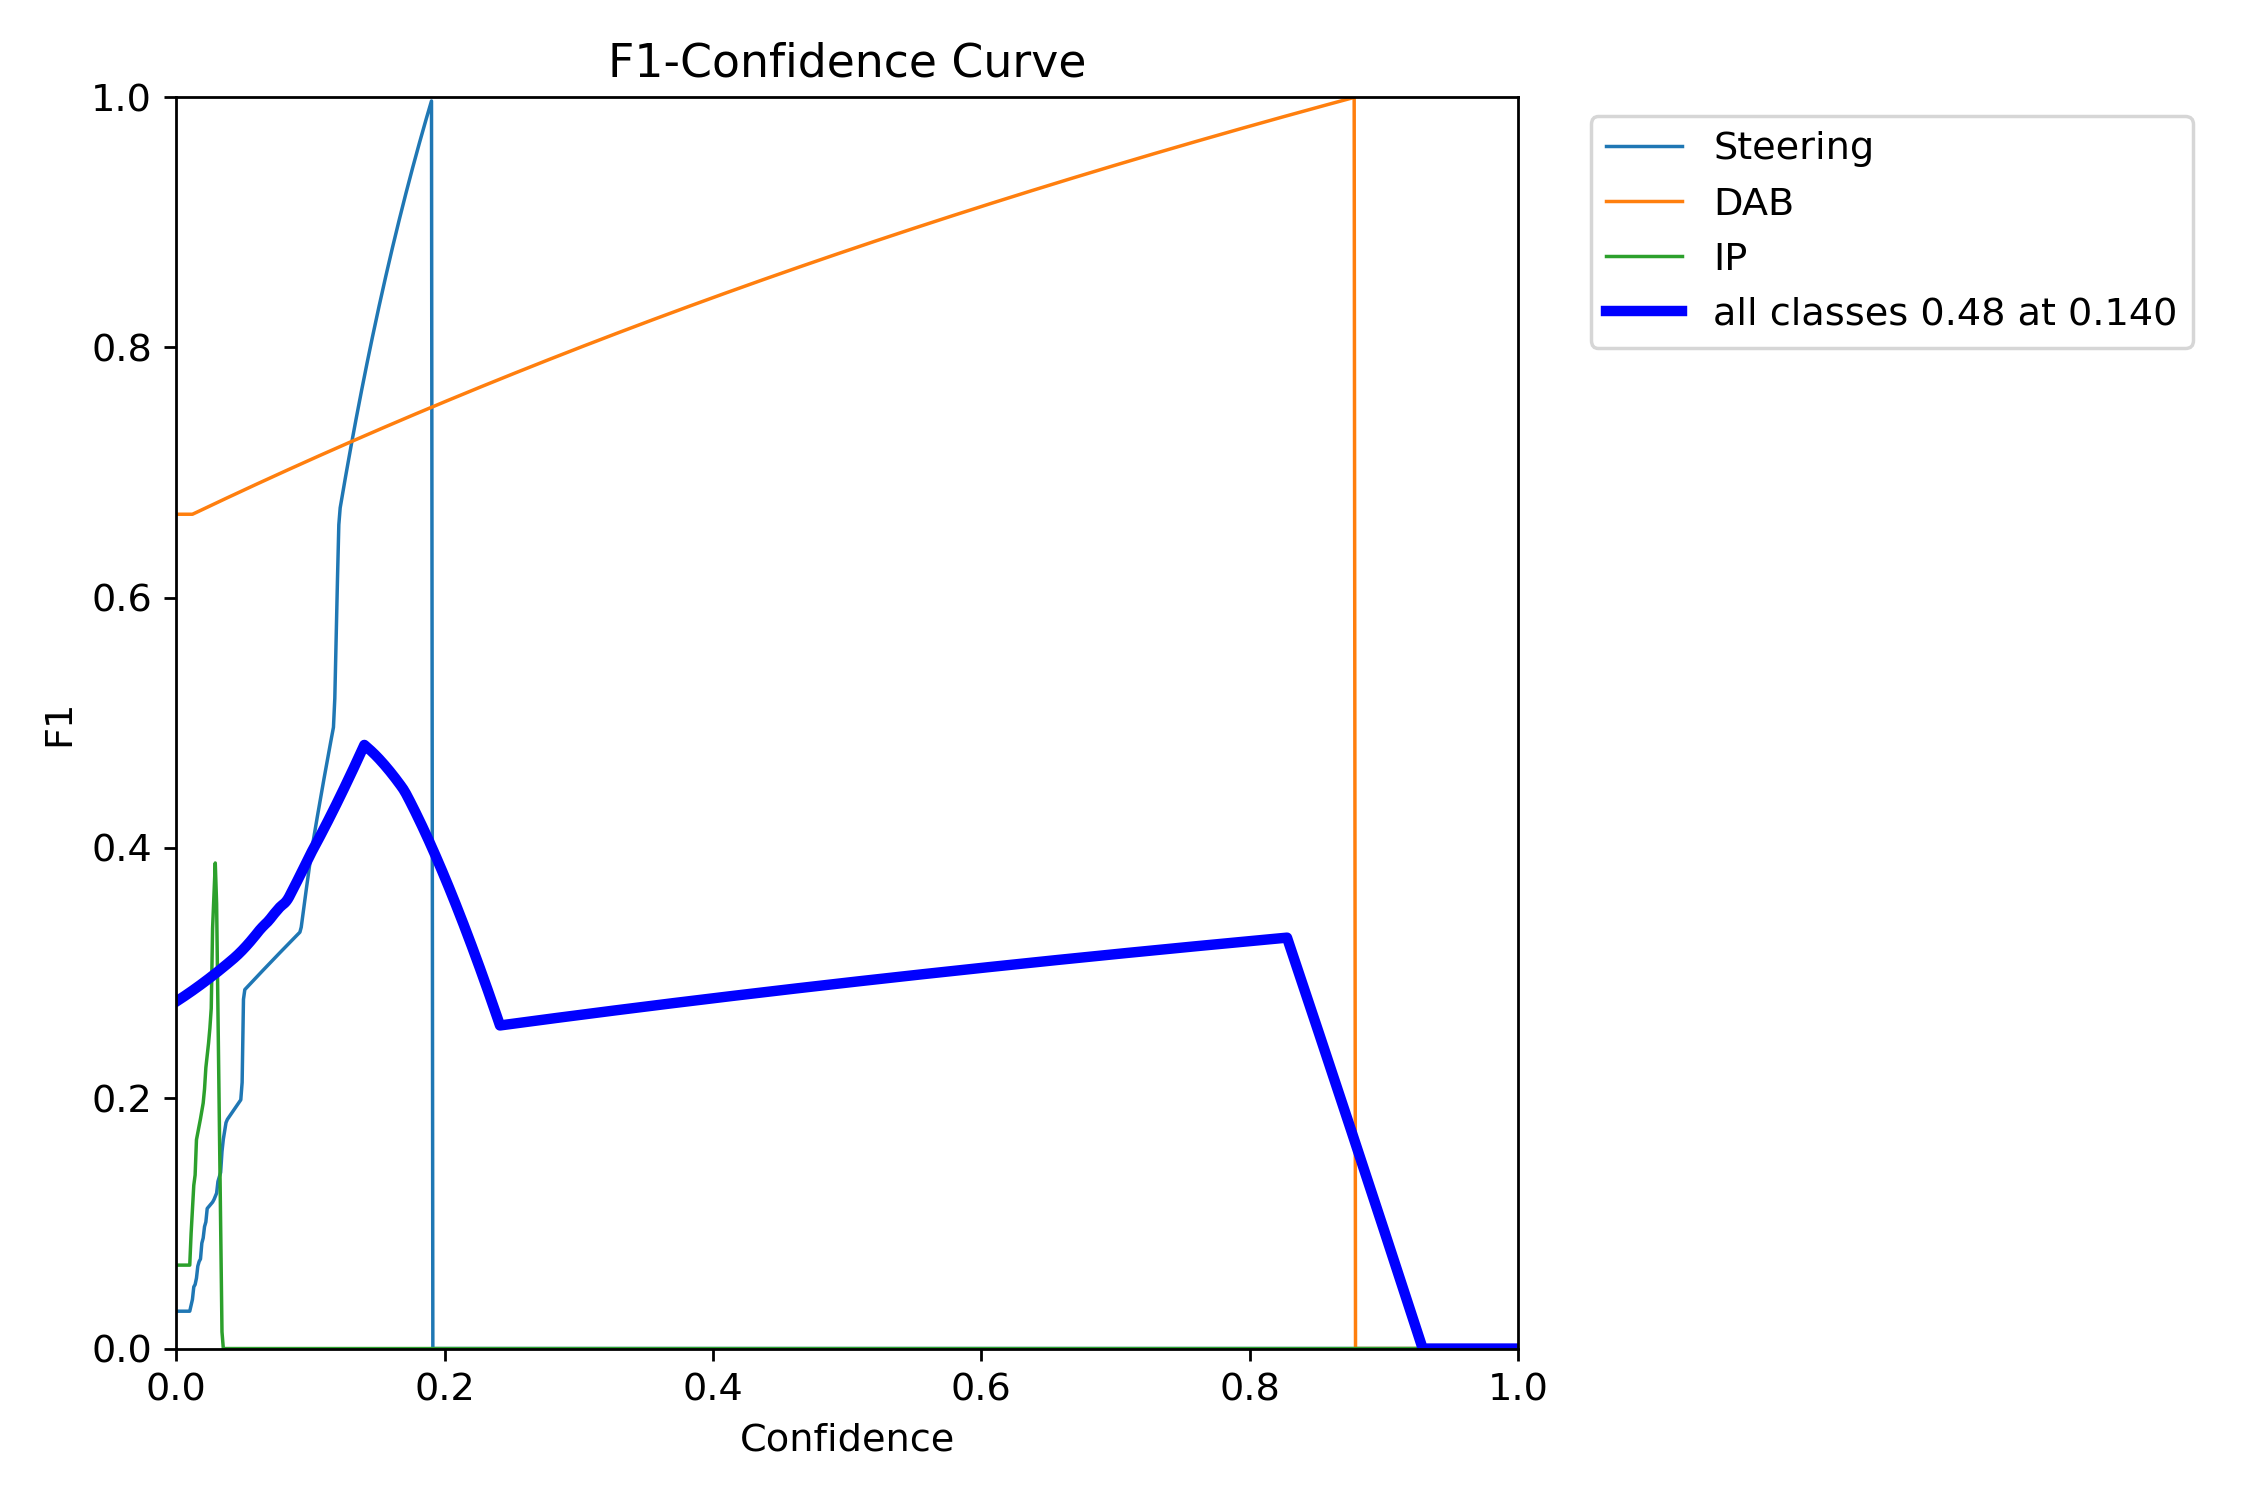 F1-Confidence Curve
1.0
0.8
0.6
0.4
0.2
0.0
F1
0.0 0.2 0.4 0.6 0.8 1.0
Confidence
Steering
DAB
IP
all classes 0.48 at 0.140